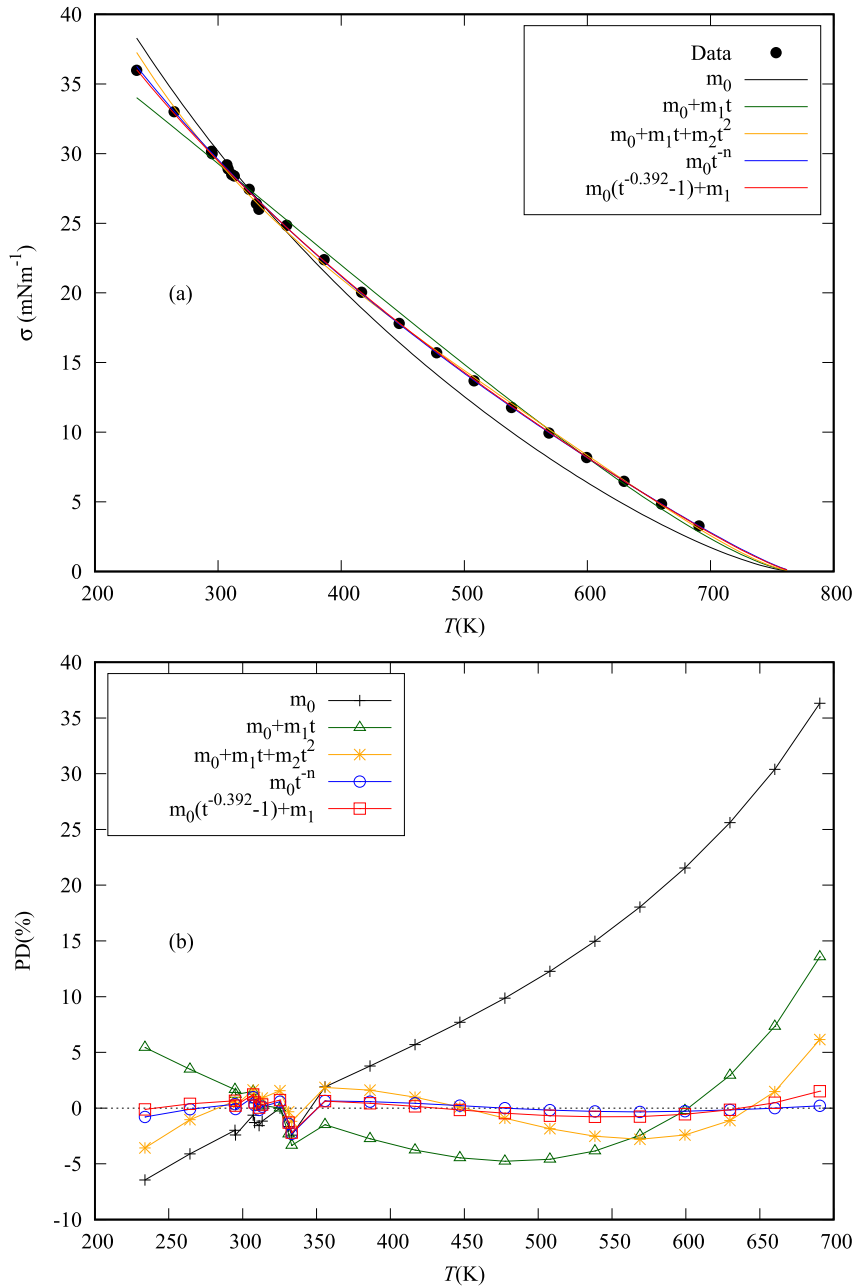 40
35
30
25
20
15
10
5
0
σ (mNm⁻¹)
(a)
Data
m₀
m₀+m₁t
m₀+m₁t+m₂t²
m₀t⁻ⁿ
m₀(t⁻⁰·³⁹²-1)+m₁
200 300 400 500 600 700 800
T(K)
40
35
30
25
20
15
10
5
0
-5
-10
PD(%)
(b)
m₀
m₀+m₁t
m₀+m₁t+m₂t²
m₀t⁻ⁿ
m₀(t⁻⁰·³⁹²-1)+m₁
200 250 300 350 400 450 500 550 600 650 700
T(K)